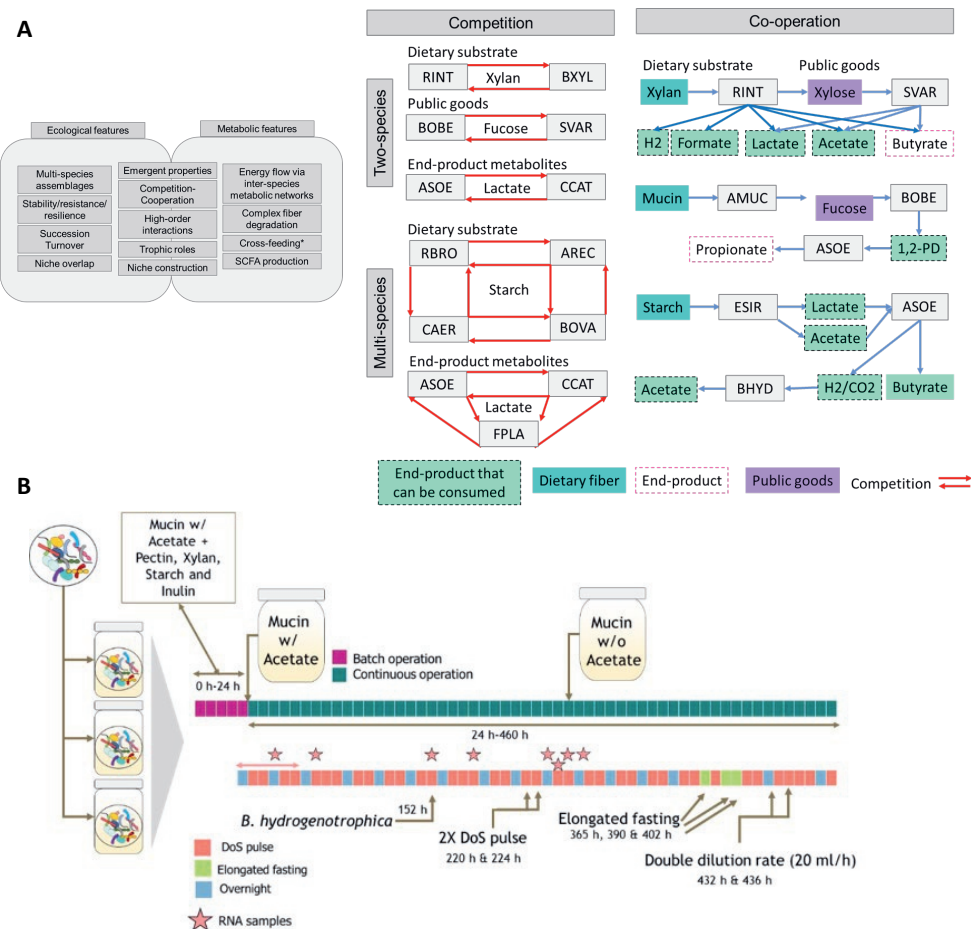 A
Ecological features
Metabolic features
Multi-species
assemblages
Stability/resistance/
resilience
Succession
Turnover
Niche overlap
Emergent properties
Competition-
Cooperation
High-order
interactions
Trophic roles
Niche construction
Energy flow via
inter-species
metabolic networks
Complex fiber
degradation
Cross-feeding*
SCFA production
Competition
Two-species
Dietary substrate
RINT Xylan BXYL
Public goods
BOBE Fucose SVAR
End-product metabolites
ASOE Lactate CCAT
Multi-species
Dietary substrate
RBRO AREC
Starch
CAER BOVA
End-product metabolites
ASOE CCAT
Lactate
FPLA
Co-operation
Dietary substrate Public goods
Xylan RINT Xylose SVAR
H2 Formate Lactate Acetate Butyrate
Mucin AMUC Fucose BOBE
Propionate ASOE 1,2-PD
Starch ESIR Lactate ASOE
Acetate
Acetate BHYD H2/CO2 Butyrate
End-product that
can be consumed
Dietary fiber
End-product
Public goods
Competition
B
Mucin w/
Acetate +
Pectin, Xylan,
Starch and
Inulin
Mucin
w/
Acetate
Mucin
w/o
Acetate
Batch operation
Continuous operation
0 h-24 h
24 h-460 h
B. hydrogenotrophica
152 h
2X DoS pulse
220 h & 224 h
Elongated fasting
365 h, 390 & 402 h
Double dilution rate (20 ml/h)
432 h & 436 h
DoS pulse
Elongated fasting
Overnight
RNA samples